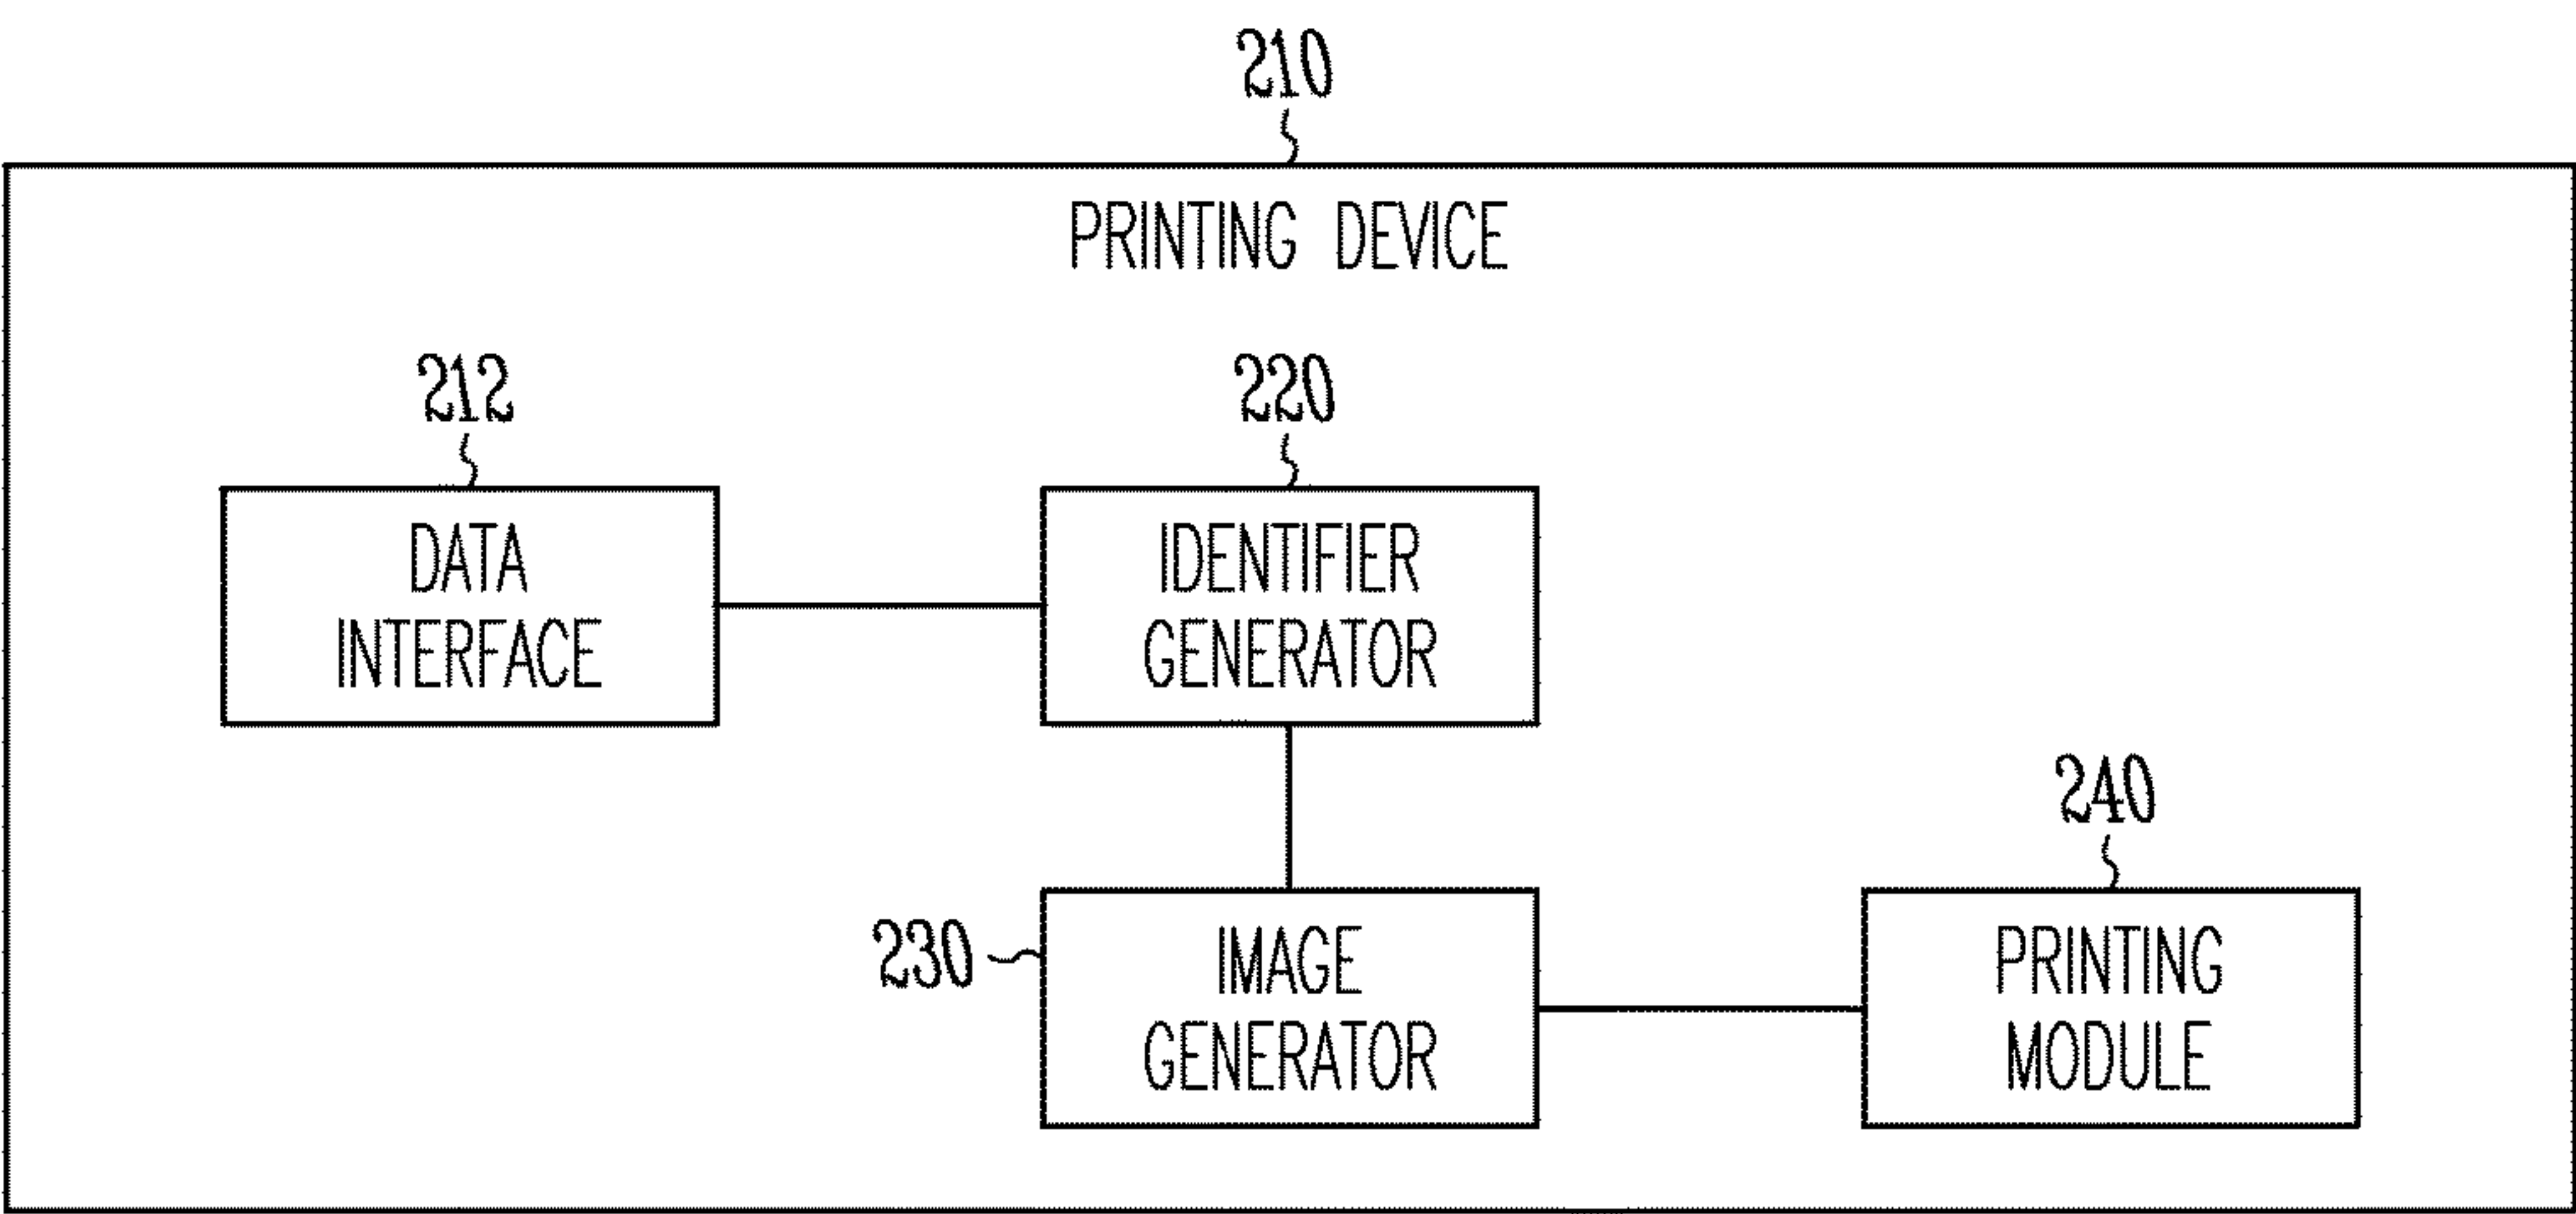 210
PRINTING DEVICE
212
220
DATA
INTERFACE
IDENTIFIER
GENERATOR
240
230
IMAGE
GENERATOR
PRINTING
MODULE